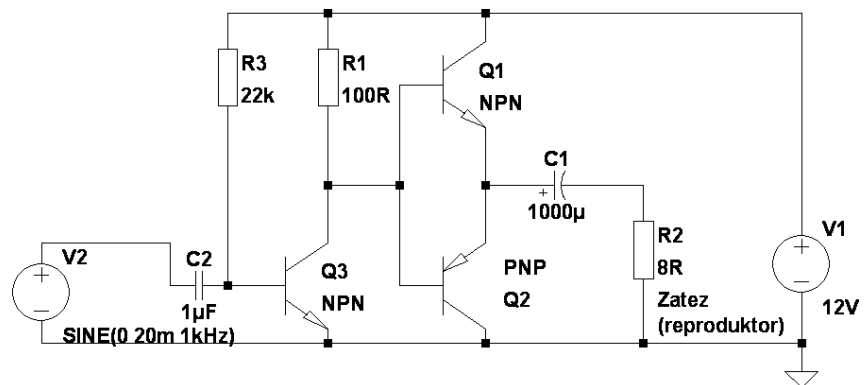 R3
22k
R1
100R
Q1
NPN
C1
+
1000µ
V2
C2
1µF
SINE(0 20m 1kHz)
Q3
NPN
PNP
Q2
R2
8R
Zatez
(reproduktor)
V1
12V